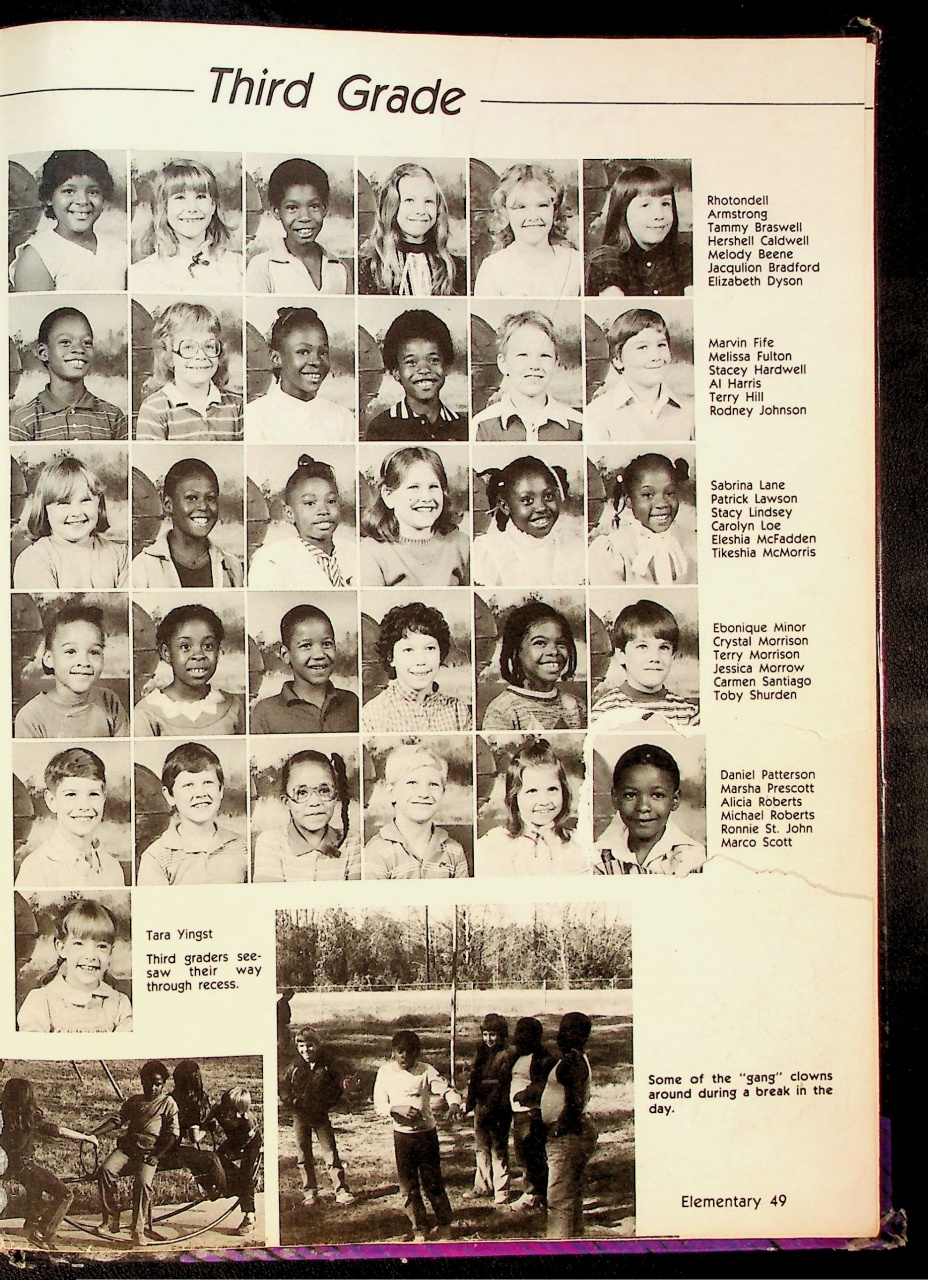 Third Grade
Rhotondell
Armstrong
Tammy Braswell
Hershell Caldwell
Melody Beene
Jacqulion Bradford
Elizabeth Dyson
Marvin Fife
Melissa Fulton
Stacey Hardwell
Al Harris
Terry Hill
Rodney Johnson
Sabrina Lane
Patrick Lawson
Stacy Lindsey
Carolyn Loe
Eleshia McFadden
Tikeshia McMorris
Ebonique Minor
Crystal Morrison
Terry Morrison
Jessica Morrow
Carmen Santiago
Toby Shurden
Daniel Patterson
Marsha Prescott
Alicia Roberts
Michael Roberts
Ronnie St. John
Marco Scott
Tara Yingst
Third graders see-
saw their way
through recess.
Some of the "gang" clowns
around during a break in the
day.
Elementary 49